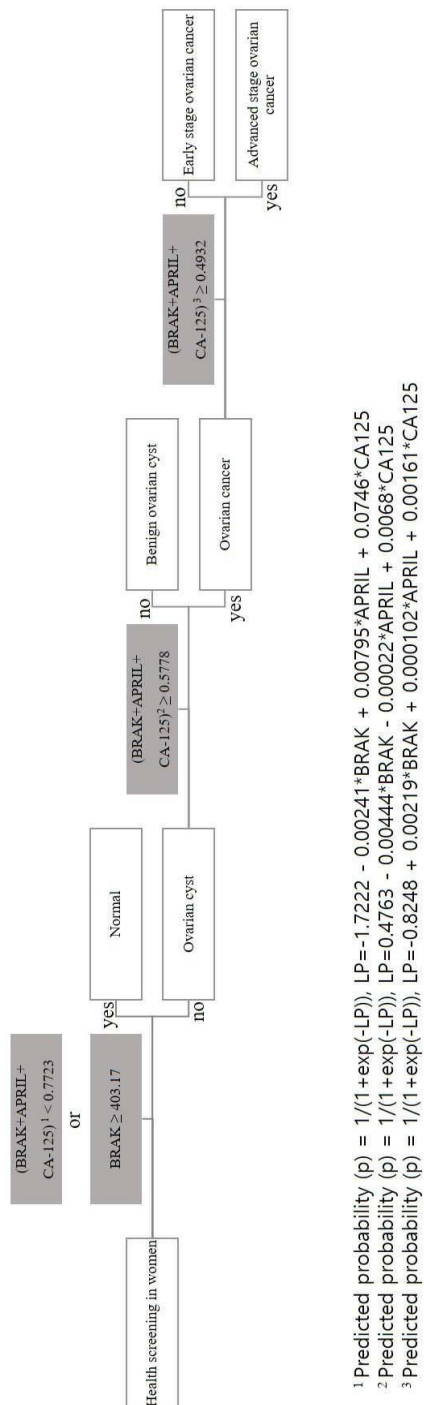 Health screening in women
(BRAK+APRIL+
CA-125) 1 < 0.7723
or
BRAK ≥ 403.17
yes
no
Normal
Ovarian cyst
(BRAK+APRIL+
CA-125)2 ≥ 0.5778
no
yes
Benign ovarian cyst
Ovarian cancer
(BRAK+APRIL+
CA-125) 3 ≥ 0.4932
no
yes
Early stage ovarian cancer
Advanced stage ovarian
cancer
1 Predicted probability (p) = 1/(1+exp(-LP)), LP=-1.7222 - 0.00241*BRAK + 0.00795*APRIL + 0.0746*CA125
2 Predicted probability (p) = 1/(1+exp(-LP)), LP=0.4763 - 0.00444*BRAK - 0.00022*APRIL + 0.0068*CA125
3 Predicted probability (p) = 1/(1+exp(-LP)), LP=-0.8248 + 0.00219*BRAK + 0.000102*APRIL + 0.00161*CA125